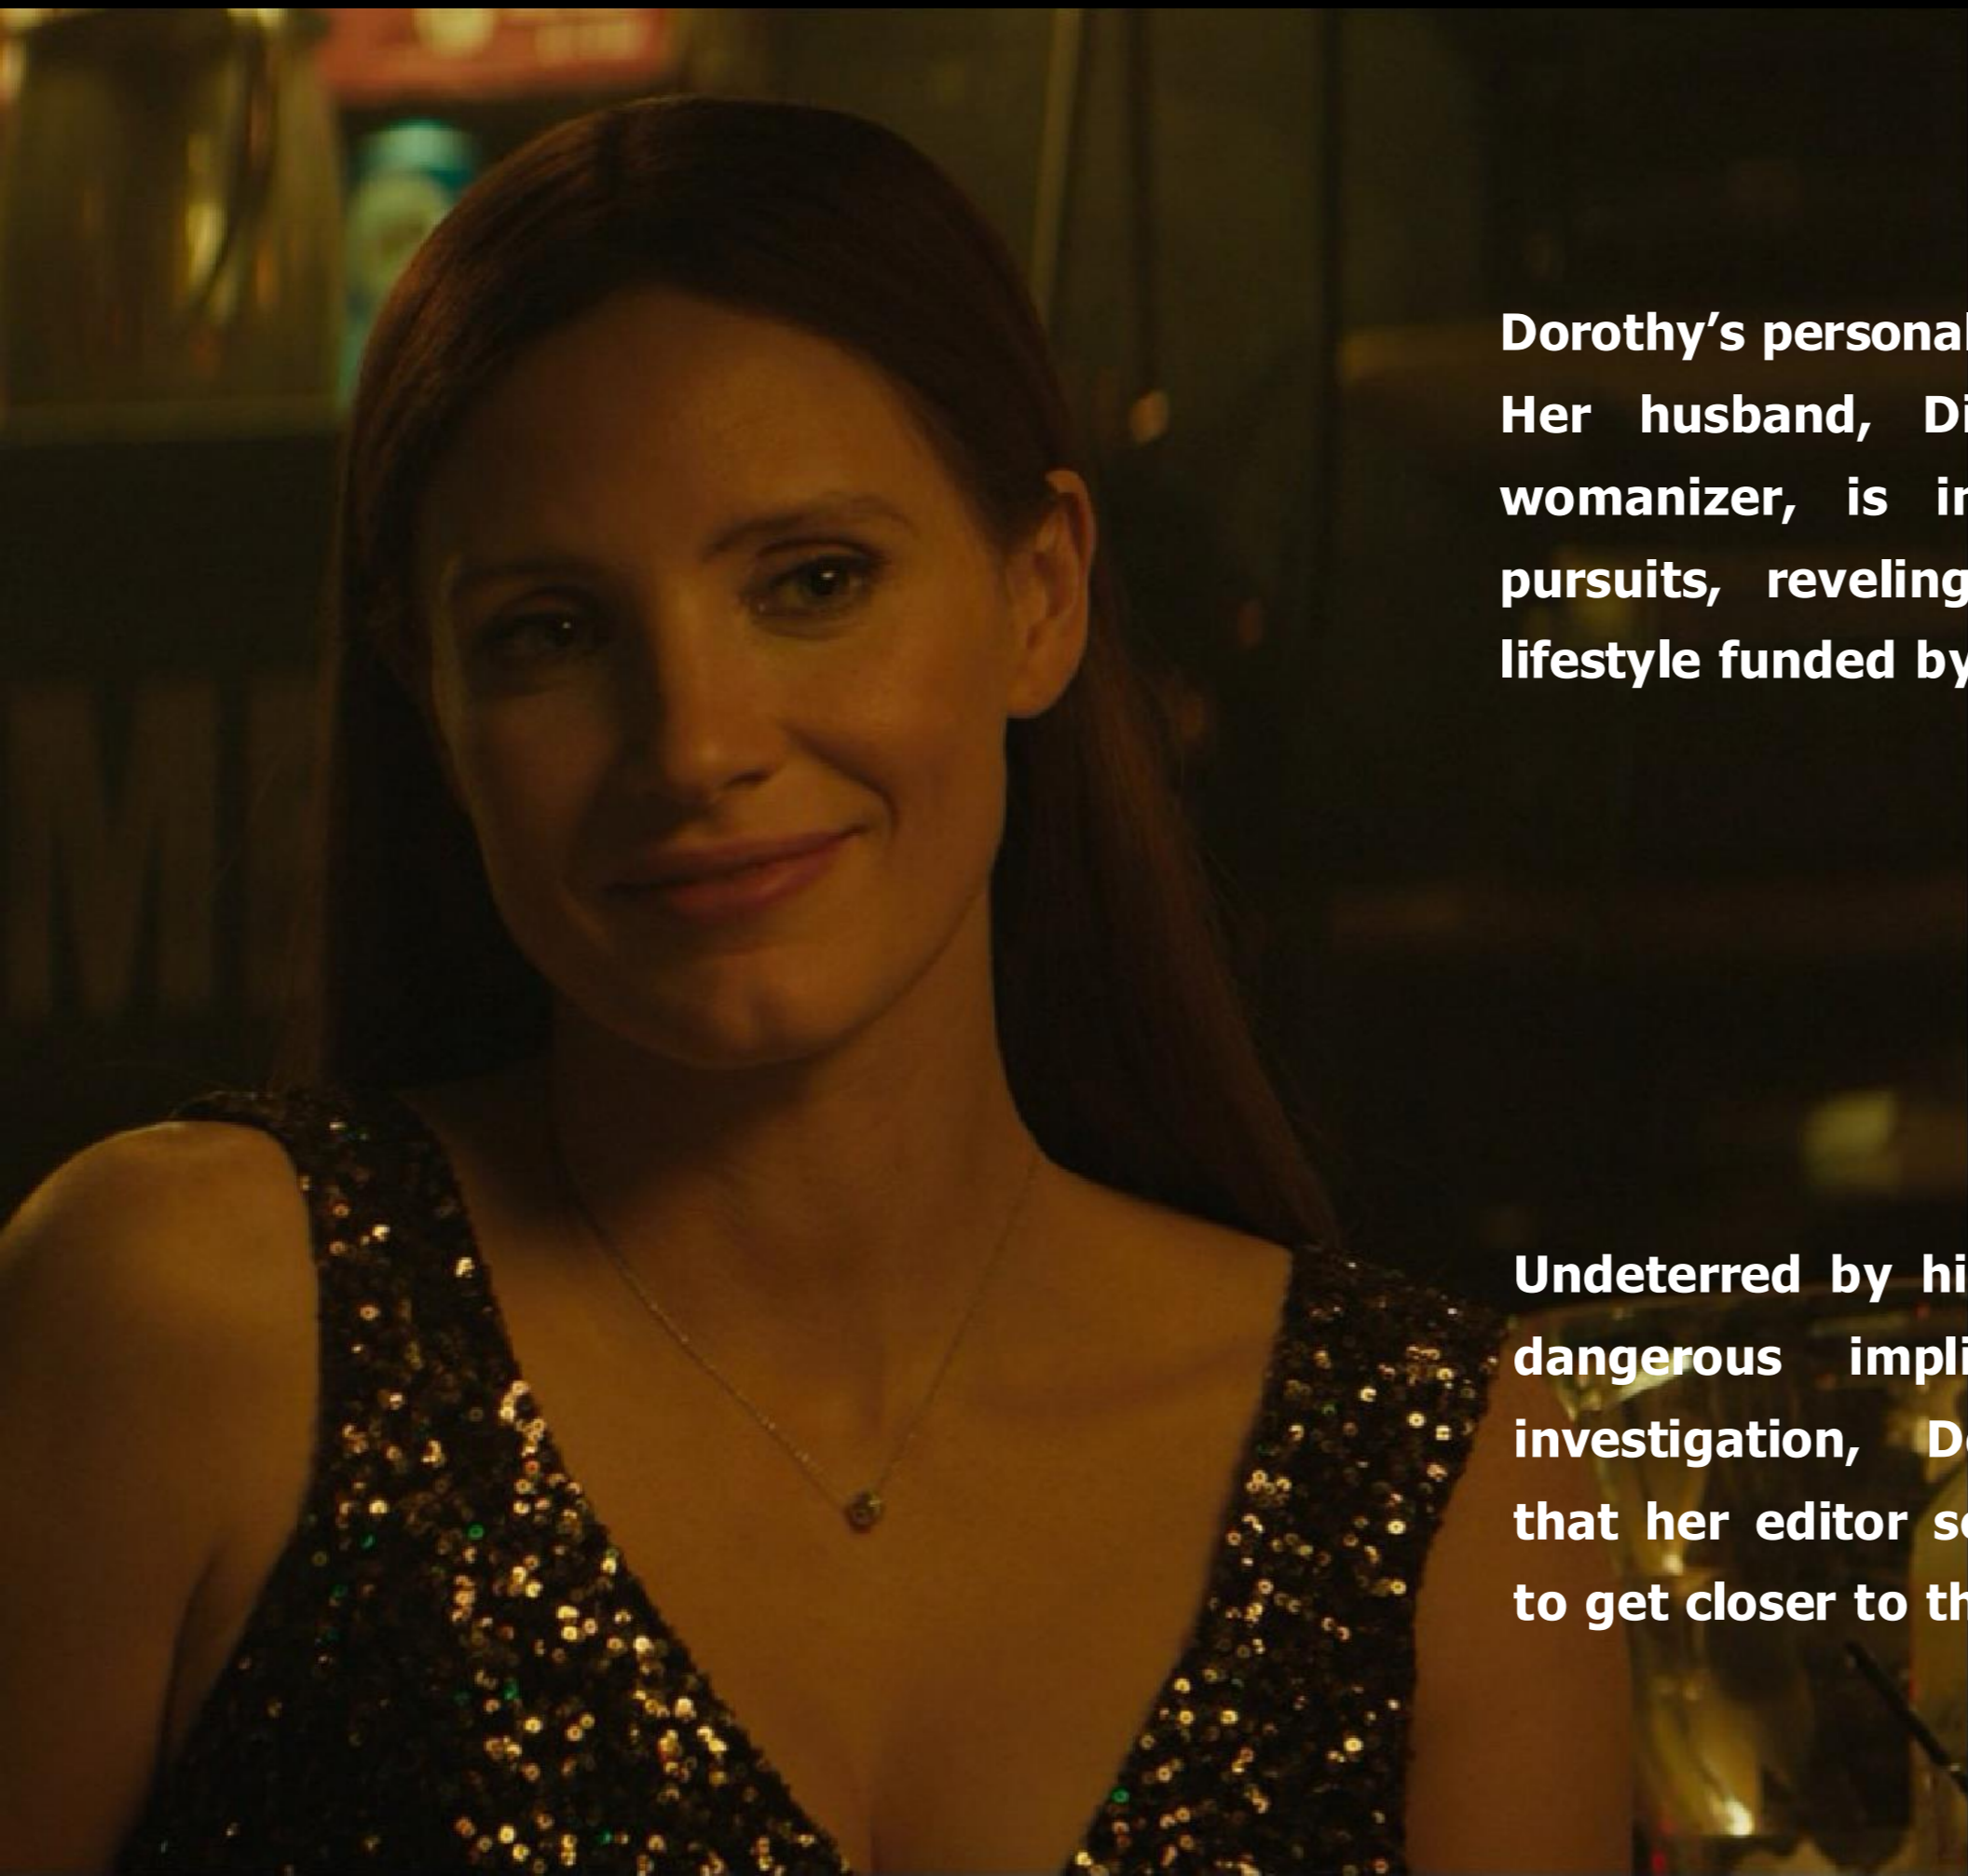 Dorothy’s personal
Her husband, Di
womanizer, is in
pursuits, reveling
lifestyle funded by
Undeterred by hi
dangerous impli
investigation, De
that her editor se
to get closer to th